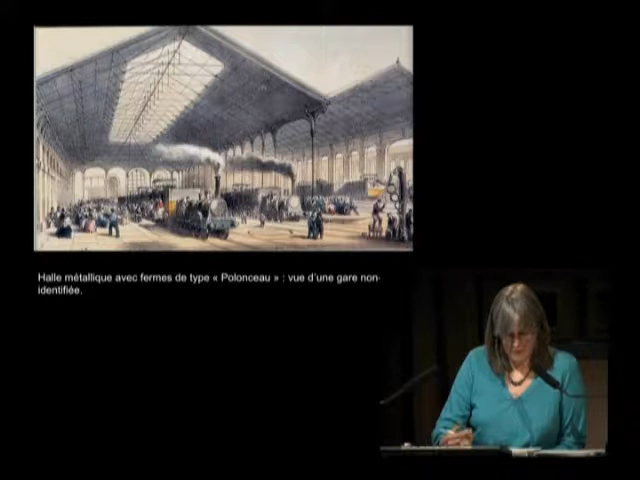 Halle métallique avec fermes de type « Polonceau » : vue d'une gare non-
identifiée.